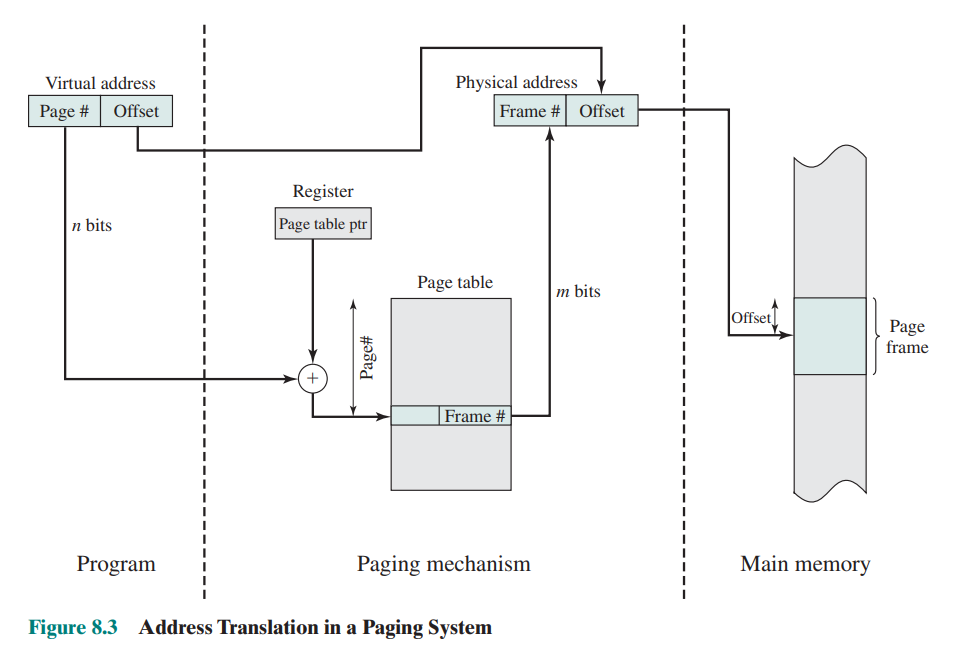 Virtual address
Page # Offset
n bits
Register
Page table ptr
+
Page#
Page table
Frame #
m bits
Physical address
Frame # Offset
Offset
Page
frame
Program
Paging mechanism
Main memory
Figure 8.3 Address Translation in a Paging System